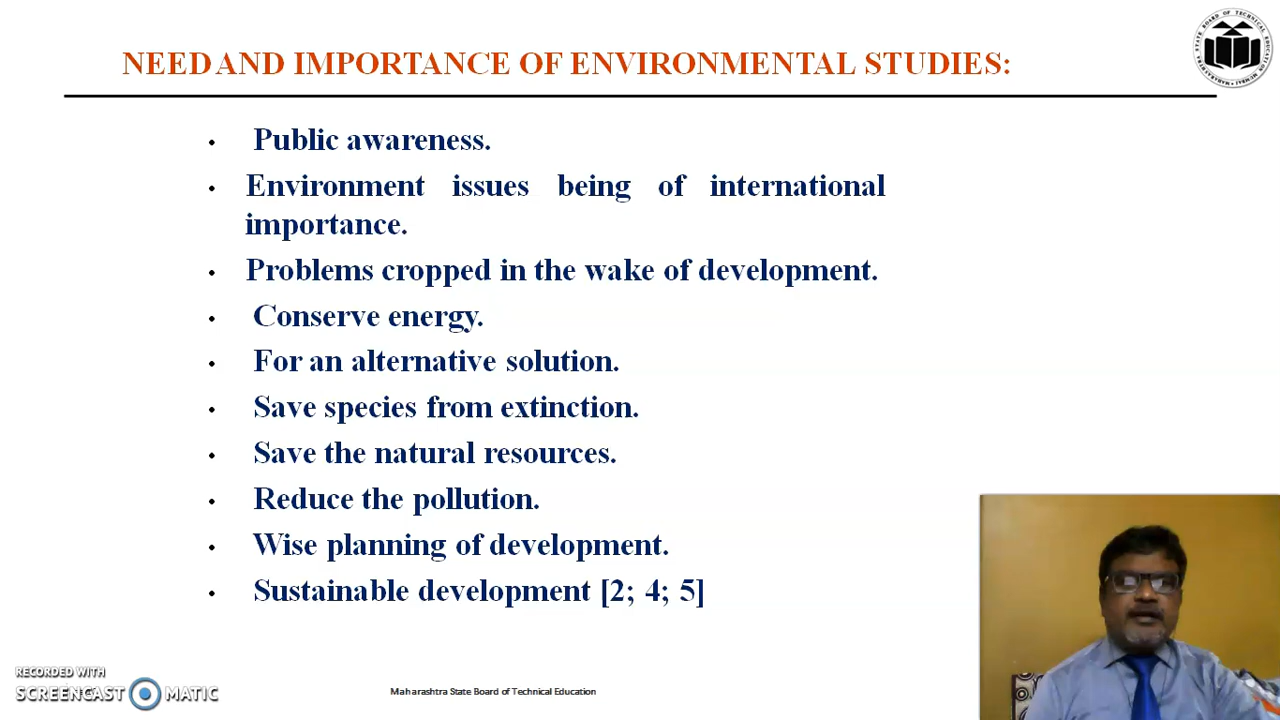 NEED AND IMPORTANCE OF ENVIRONMENTAL STUDIES:
• Public awareness.
• Environment issues being of international
importance.
• Problems cropped in the wake of development.
• Conserve energy.
• For an alternative solution.
• Save species from extinction.
• Save the natural resources.
• Reduce the pollution.
• Wise planning of development.
• Sustainable development [2; 4; 5]
RECORDED WITH
SCREENCAST MATIC
Maharashtra State Board of Technical Education